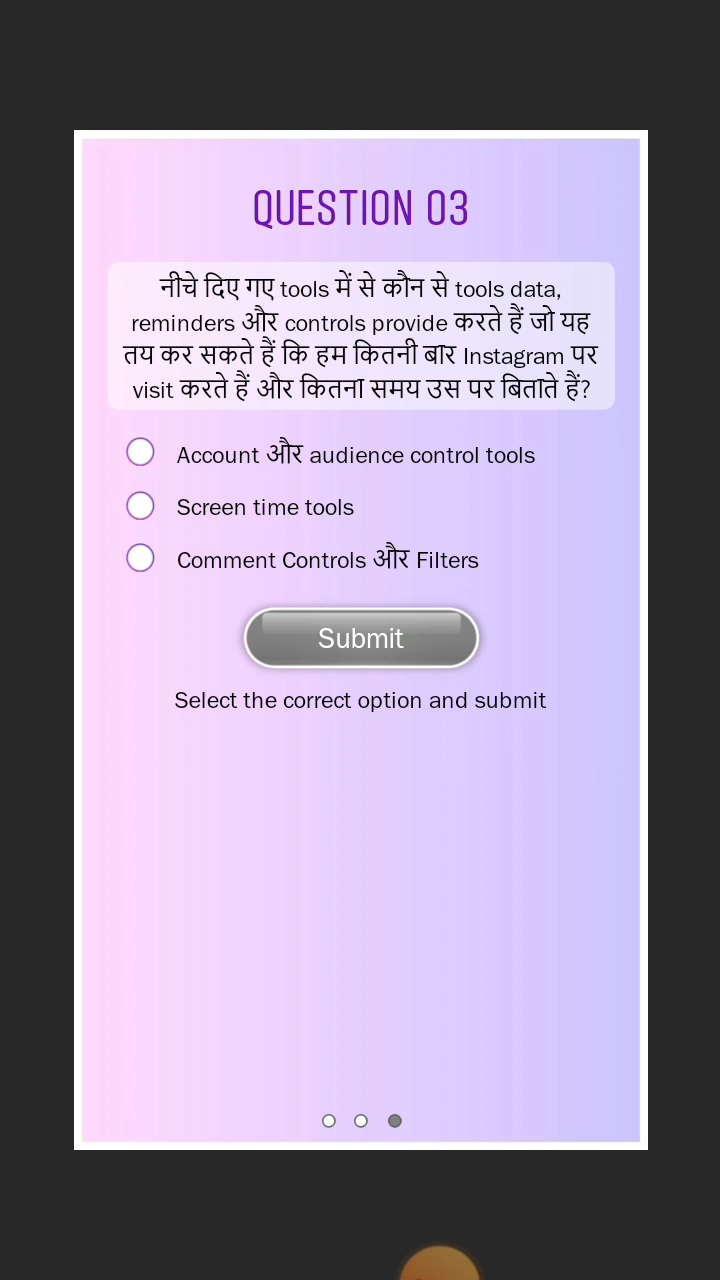 QUESTION 03
नीचे दिए गए tools में से कौन से tools data,
reminders और controls provide करते हैं जो यह
तय कर सकते हैं कि हम कितनी बार Instagram पर
visit करते हैं और कितना समय उस पर बिताते हैं?
Account और audience control tools
Screen time tools
Comment Controls और Filters
Submit
Select the correct option and submit